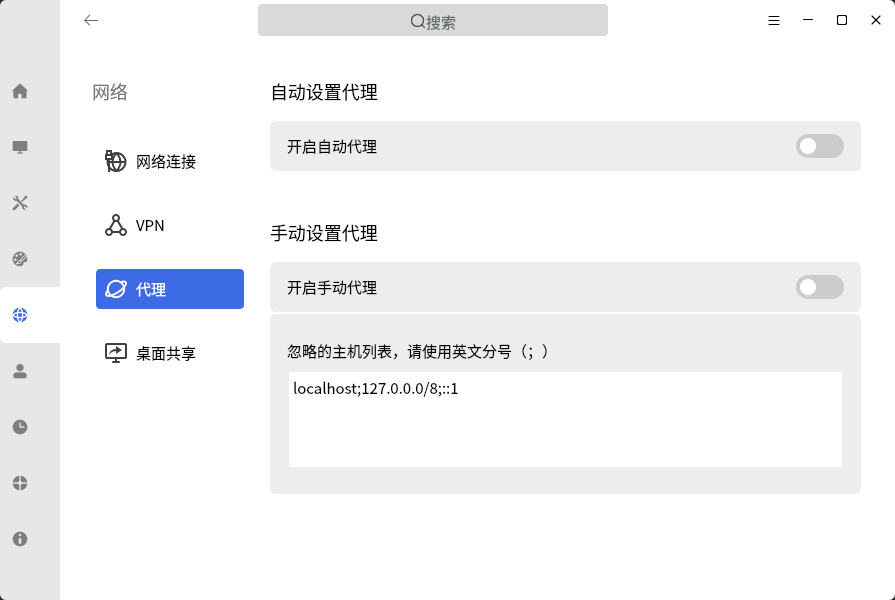 搜索
网络
网络连接
VPN
代理
桌面共享
自动设置代理
开启自动代理
手动设置代理
开启手动代理
忽略的主机列表，请使用英文分号（；）
localhost;127.0.0.0/8;::1